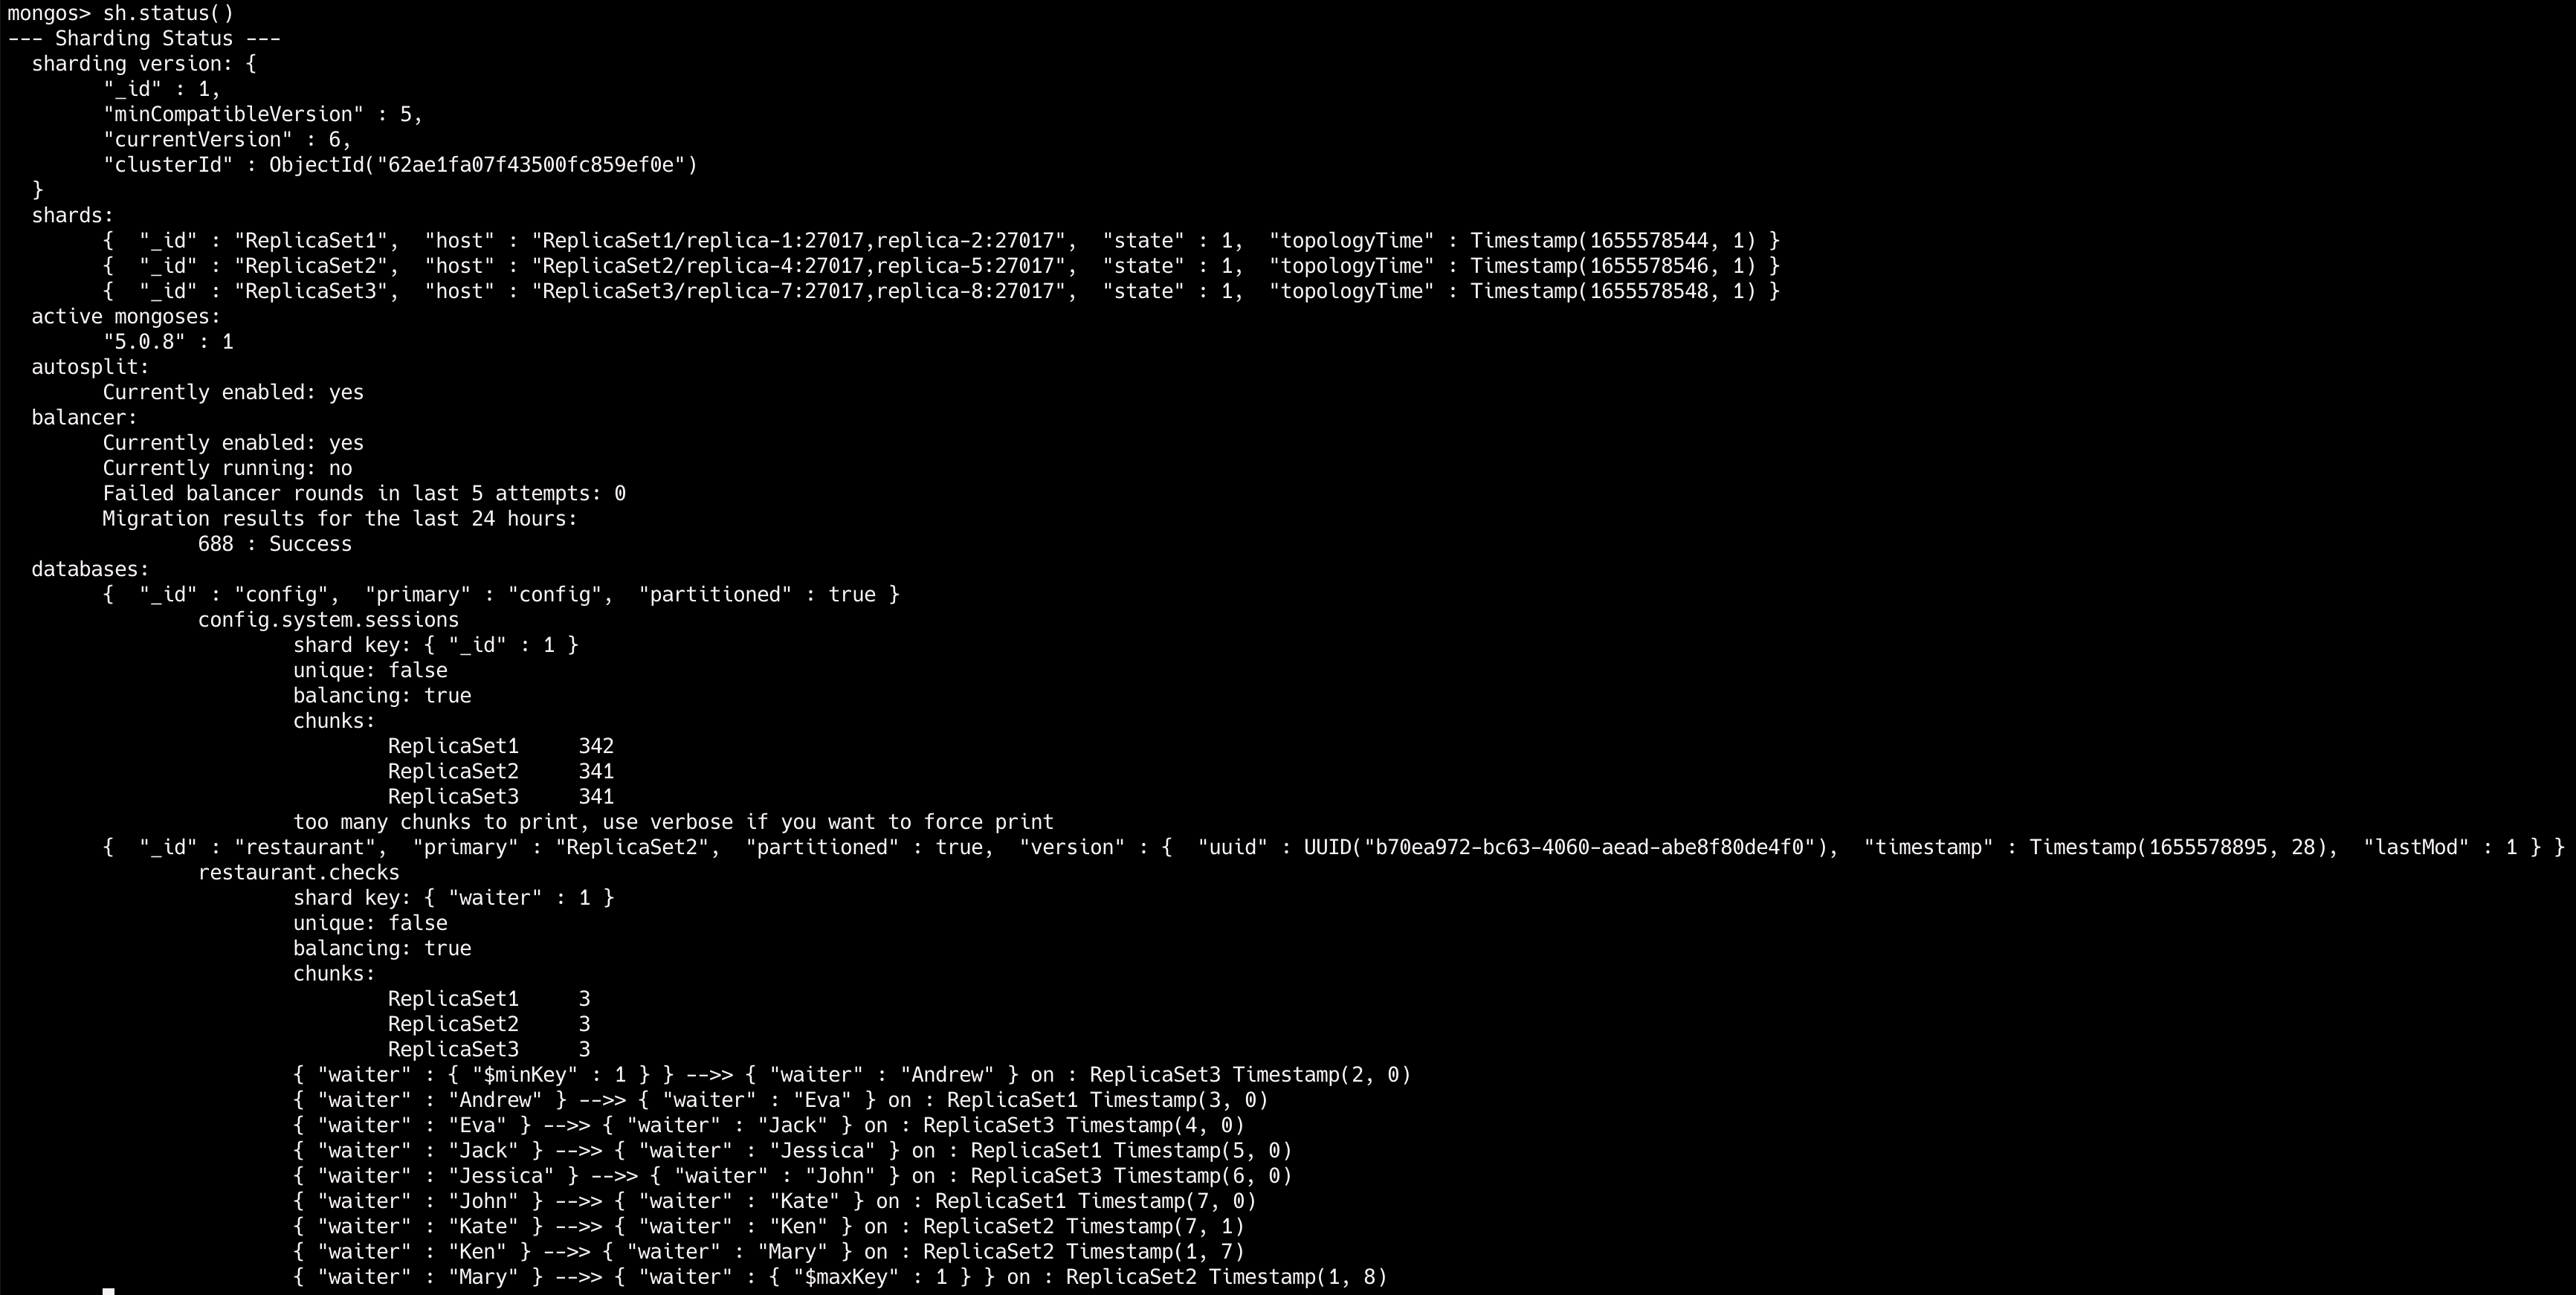 mongos> sh.status()
--- Sharding Status ---
  sharding version: {
        "_id" : 1,
        "minCompatibleVersion" : 5,
        "currentVersion" : 6,
        "clusterId" : ObjectId("62ae1fa07f43500fc859ef0e")
  }
  shards:
        {  "_id" : "ReplicaSet1",  "host" : "ReplicaSet1/replica-1:27017,replica-2:27017",  "state" : 1,  "topologyTime" : Timestamp(1655578544, 1) }
        {  "_id" : "ReplicaSet2",  "host" : "ReplicaSet2/replica-4:27017,replica-5:27017",  "state" : 1,  "topologyTime" : Timestamp(1655578546, 1) }
        {  "_id" : "ReplicaSet3",  "host" : "ReplicaSet3/replica-7:27017,replica-8:27017",  "state" : 1,  "topologyTime" : Timestamp(1655578548, 1) }
  active mongoses:
        "5.0.8" : 1
  autosplit:
        Currently enabled: yes
  balancer:
        Currently enabled: yes
        Currently running: no
        Failed balancer rounds in last 5 attempts: 0
        Migration results for the last 24 hours:
                688 : Success
  databases:
        {  "_id" : "config",  "primary" : "config",  "partitioned" : true }
                config.system.sessions
                        shard key: { "_id" : 1 }
                        unique: false
                        balancing: true
                        chunks:
                                ReplicaSet1     342
                                ReplicaSet2     341
                                ReplicaSet3     341
                        too many chunks to print, use verbose if you want to force print
        {  "_id" : "restaurant",  "primary" : "ReplicaSet2",  "partitioned" : true,  "version" : {  "uuid" : UUID("b70ea972-bc63-4060-aead-abe8f80de4f0"),  "timestamp" : Timestamp(1655578895, 28),  "lastMod" : 1 } }
                restaurant.checks
                        shard key: { "waiter" : 1 }
                        unique: false
                        balancing: true
                        chunks:
                                ReplicaSet1     3
                                ReplicaSet2     3
                                ReplicaSet3     3
                        { "waiter" : { "$minKey" : 1 } } -->> { "waiter" : "Andrew" } on : ReplicaSet3 Timestamp(2, 0)
                        { "waiter" : "Andrew" } -->> { "waiter" : "Eva" } on : ReplicaSet1 Timestamp(3, 0)
                        { "waiter" : "Eva" } -->> { "waiter" : "Jack" } on : ReplicaSet3 Timestamp(4, 0)
                        { "waiter" : "Jack" } -->> { "waiter" : "Jessica" } on : ReplicaSet1 Timestamp(5, 0)
                        { "waiter" : "Jessica" } -->> { "waiter" : "John" } on : ReplicaSet3 Timestamp(6, 0)
                        { "waiter" : "John" } -->> { "waiter" : "Kate" } on : ReplicaSet1 Timestamp(7, 0)
                        { "waiter" : "Kate" } -->> { "waiter" : "Ken" } on : ReplicaSet2 Timestamp(7, 1)
                        { "waiter" : "Ken" } -->> { "waiter" : "Mary" } on : ReplicaSet2 Timestamp(1, 7)
                        { "waiter" : "Mary" } -->> { "waiter" : { "$maxKey" : 1 } } on : ReplicaSet2 Timestamp(1, 8)